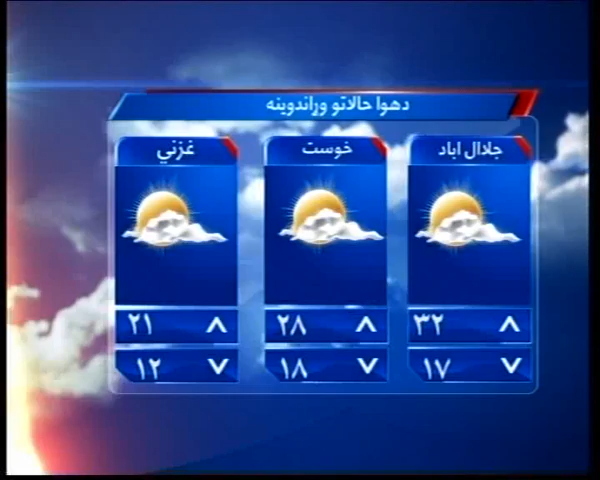 دهوا حالاتو وړاندوینه
جلال اباد
خوست
غزني
۳۲
۲۸
۲۱
۱۷
۱۸
۱۲